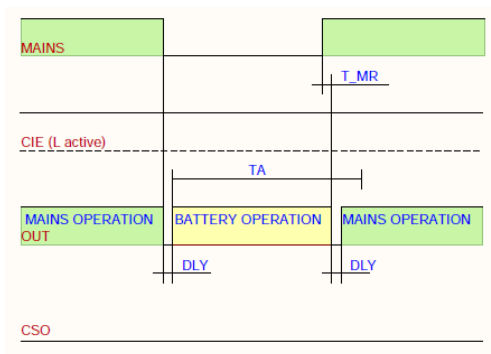 MAINS
T_MR
CIE (L active)
TA
MAINS OPERATION BATTERY OPERATION MAINS OPERATION
OUT
DLY DLY
CSO